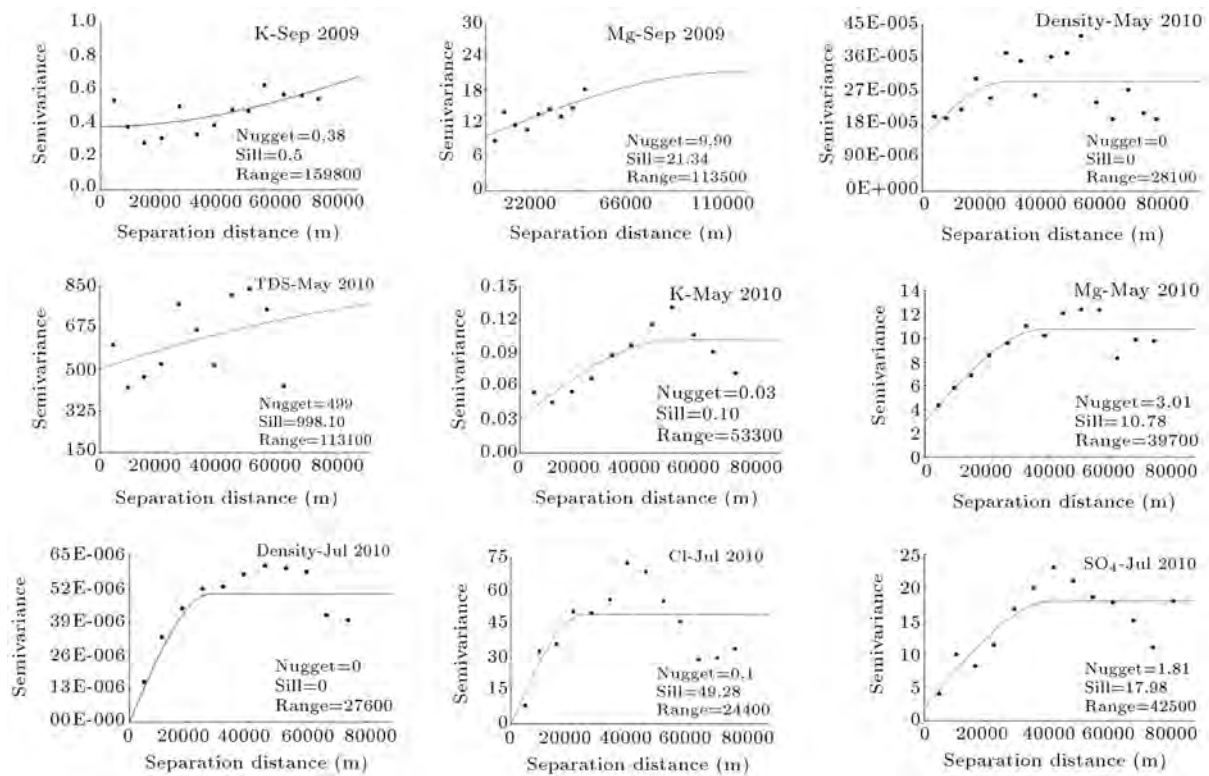 K-Sep 2009
Semivariance
1.0
0.8
0.6
0.4
0.2
0.0
Nugget=0.38
Sill=0.5
Range=159800
0 20000 40000 60000 80000
Separation distance (m)
Mg-Sep 2009
Semivariance
30
24
18
12
6
0
Nugget=9.90
Sill=21.34
Range=113500
22000 66000 110000
Separation distance (m)
Density-May 2010
Semivariance
45E-005
36E-005
27E-005
18E-005
90E-006
0E+000
Nugget=0
Sill=0
Range=28100
0 20000 40000 60000 80000
Separation distance (m)
TDS-May 2010
Semivariance
850
675
500
325
150
Nugget=499
Sill=998.10
Range=113100
0 20000 40000 60000 80000
Separation distance (m)
K-May 2010
Semivariance
0.15
0.12
0.09
0.06
0.03
0.00
Nugget=0.03
Sill=0.10
Range=53300
0 20000 40000 60000 80000
Separation distance (m)
Mg-May 2010
Semivariance
14
12
10
8
6
4
2
0
Nugget=3.01
Sill=10.78
Range=39700
0 20000 40000 60000 80000
Separation distance (m)
Density-Jul 2010
Semivariance
65E-006
52E-006
39E-006
26E-006
13E-006
00E-000
Nugget=0
Sill=0
Range=27600
0 20000 40000 60000 80000
Separation distance (m)
Cl-Jul 2010
Semivariance
75
60
45
30
15
0
Nugget=0.1
Sill=49.28
Range=24400
0 20000 40000 60000 80000
Separation distance (m)
SO₄-Jul 2010
Semivariance
25
20
15
10
5
0
Nugget=1.81
Sill=17.98
Range=42500
0 20000 40000 60000 80000
Separation distance (m)